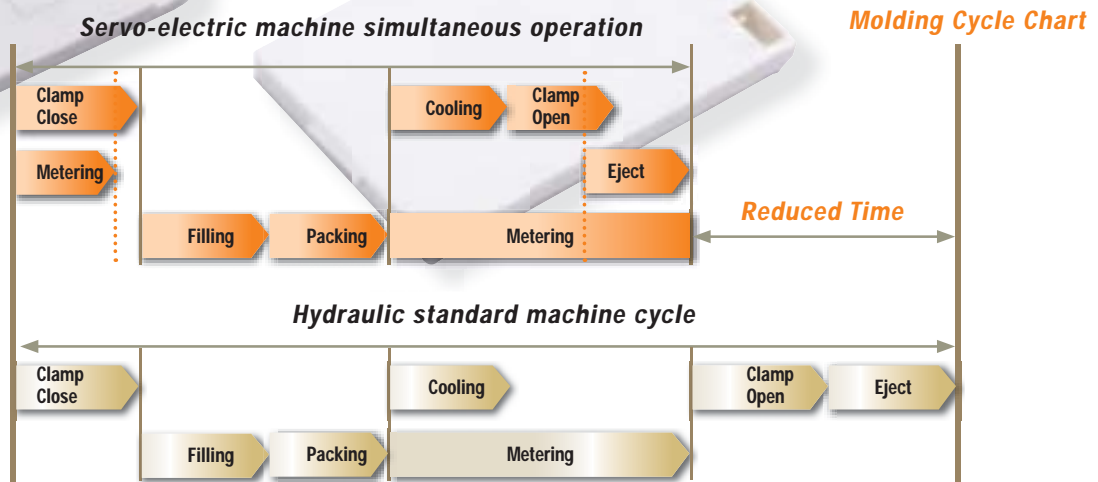 Molding Cycle Chart
Servo-electric machine simultaneous operation
Clamp
Close
Cooling
Clamp
Open
Metering
Eject
Filling
Packing
Metering
Reduced Time
Hydraulic standard machine cycle
Clamp
Close
Cooling
Clamp
Open
Eject
Filling
Packing
Metering